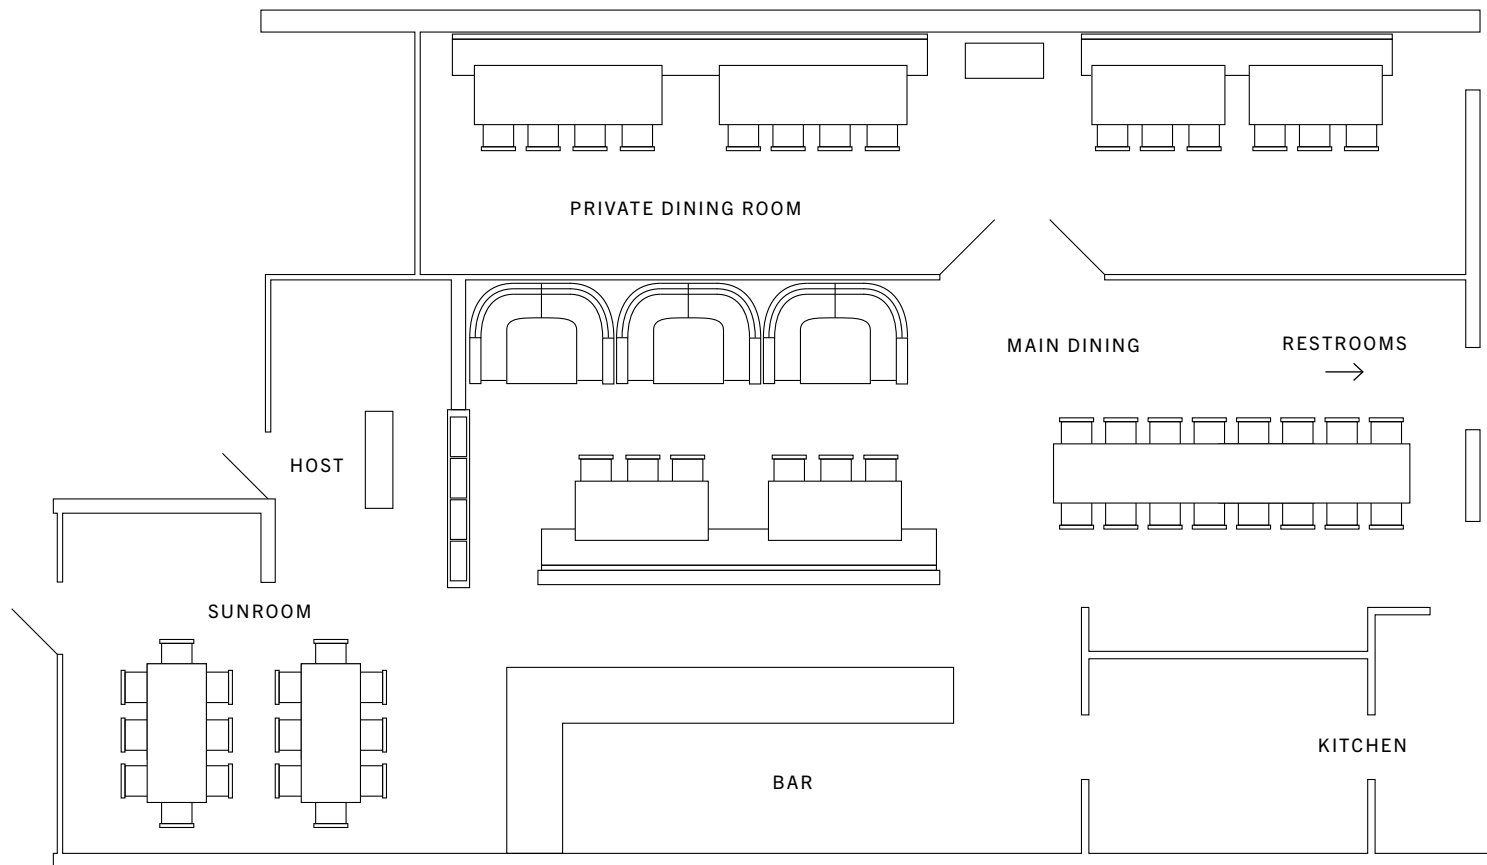 PRIVATE DINING ROOM
MAIN DINING
RESTROOMS
HOST
SUNROOM
KITCHEN
BAR